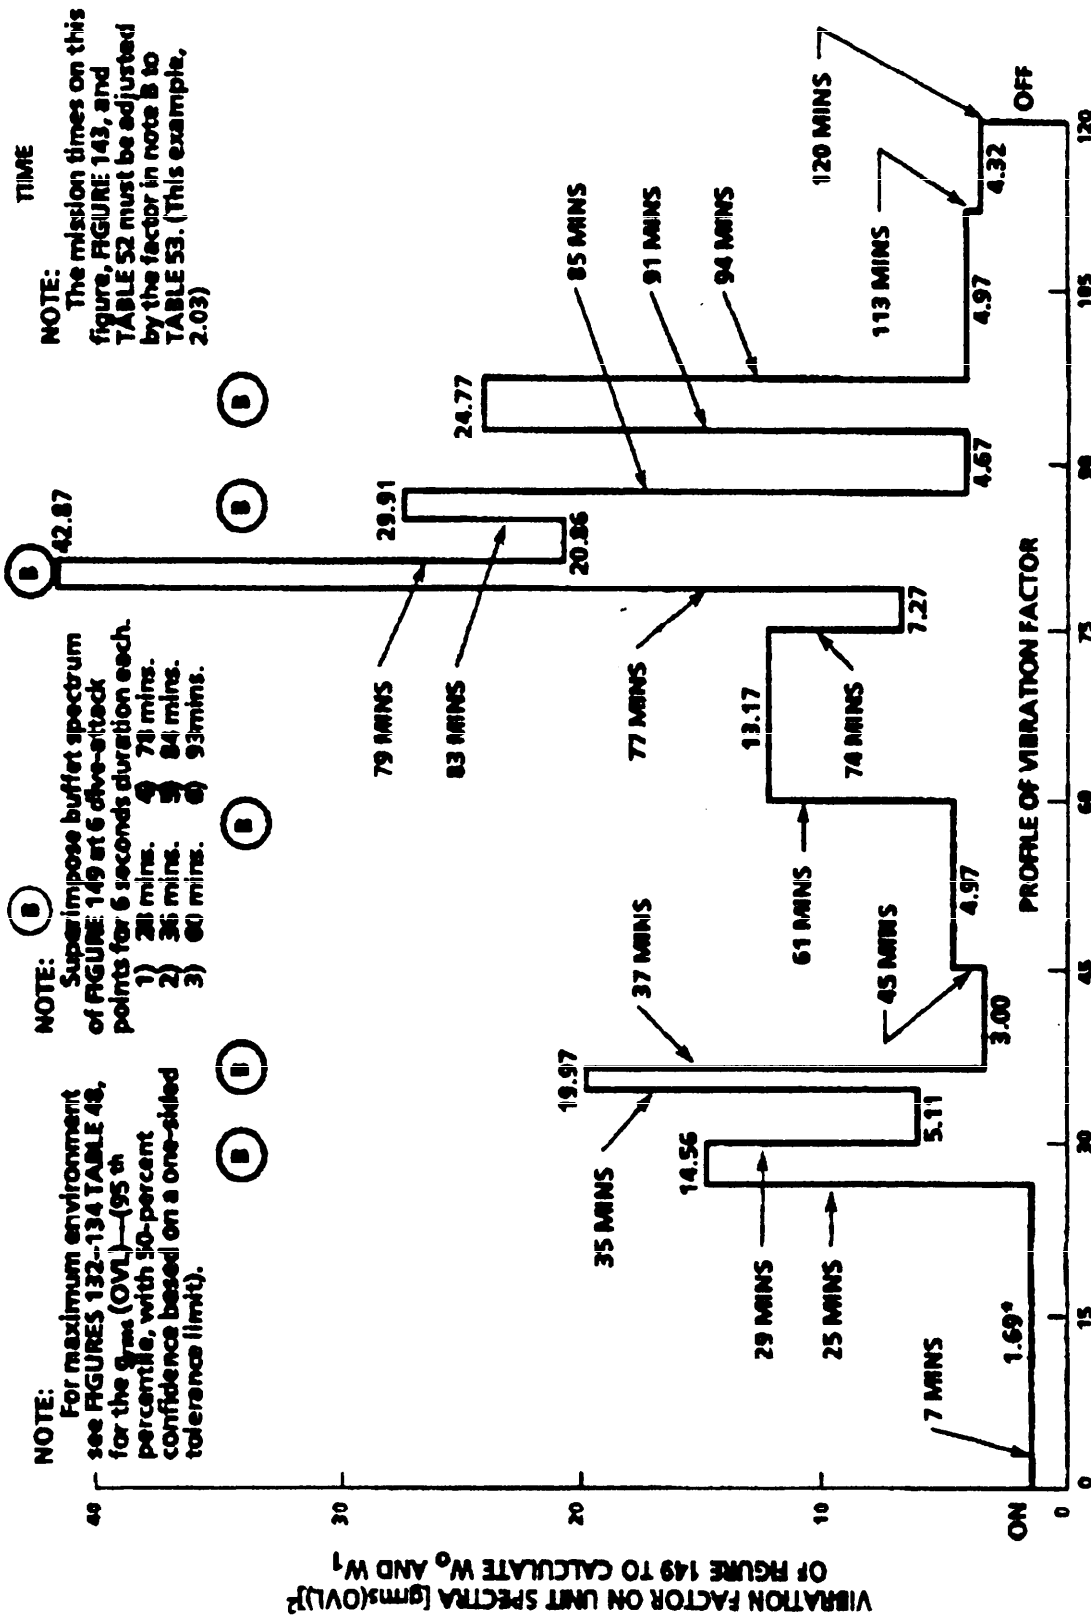 NOTE:
For maximum environment
see FIGURES 132-134 TABLE 48,
for the grms (OVL)—(95 th
percentile, with 50-percent
confidence based on a one-sided
tolerance limit).
NOTE: B
Superimpose buffet spectrum
of FIGURE 149 at 6 dive-attack
points for 6 seconds duration each.
1) 28 mins. 4) 78 mins.
2) 36 mins. 5) 84 mins.
3) 60 mins. 6) 93 mins.
TIME
NOTE:
The mission times on this
figure, FIGURE 143, and
TABLE 52 must be adjusted
by the factor in note B to
TABLE 53. (This example,
2.03)
VIBRATION FACTOR ON UNIT SPECTRA [grms(OVL)]²
OF FIGURE 149 TO CALCULATE W₀ AND W₁
40
30
20
10
0
ON
7 MINS
1.69*
25 MINS
29 MINS
14.56
B
5.11
35 MINS
19.97
B
37 MINS
3.00
45 MINS
4.97
61 MINS
B
13.17
74 MINS
7.27
77 MINS
42.87
B
79 MINS
20.86
83 MINS
29.91
B
85 MINS
4.67
91 MINS
24.77
B
94 MINS
4.97
113 MINS
4.32
120 MINS
OFF
0 15 30 45 60 75 90 105 120
PROFILE OF VIBRATION FACTOR